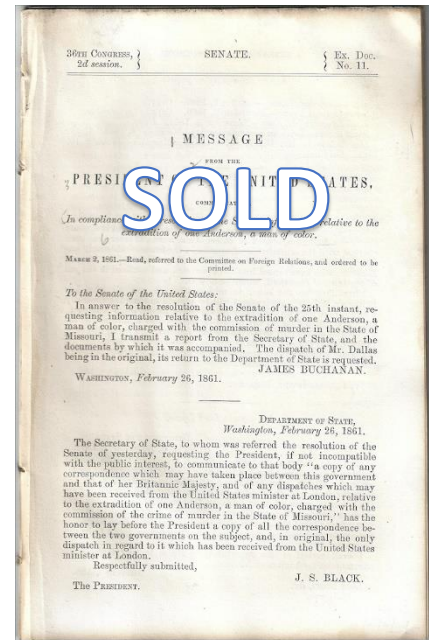 36TH CONGRESS,
2d session.
SENATE.
EX. DOC.
No. 11.
MESSAGE
FROM THE
PRESIDENT THE UNITED STATES,
SOLD
In compliance relative to the
extradition of one Anderson, a man of color.
MARCH 2, 1861.—Read, referred to the Committee on Foreign Relations, and ordered to be
printed.
To the Senate of the United States:
In answer to the resolution of the Senate of the 25th instant, re-
questing information relative to the extradition of one Anderson, a
man of color, charged with the commission of murder in the State of
Missouri, I transmit a report from the Secretary of State, and the
documents by which it was accompanied. The dispatch of Mr. Dallas
being in the original, its return to the Department of State is requested.
JAMES BUCHANAN.
WASHINGTON, February 26, 1861.
DEPARTMENT OF STATE,
Washington, February 26, 1861.
The Secretary of State, to whom was referred the resolution of the
Senate of yesterday, requesting the President, if not incompatible
with the public interest, to communicate to that body "a copy of any
correspondence which may have taken place between this government
and that of her Britannic Majesty, and of any dispatches which may
have been received from the United States minister at London, relative
to the extradition of one Anderson, a man of color, charged with the
commission of the crime of murder in the State of Missouri," has the
honor to lay before the President a copy of all the correspondence be-
tween the two governments on the subject, and, in original, the only
dispatch in regard to it which has been received from the United States
minister at London.
Respectfully submitted,
J. S. BLACK.
The PRESIDENT.